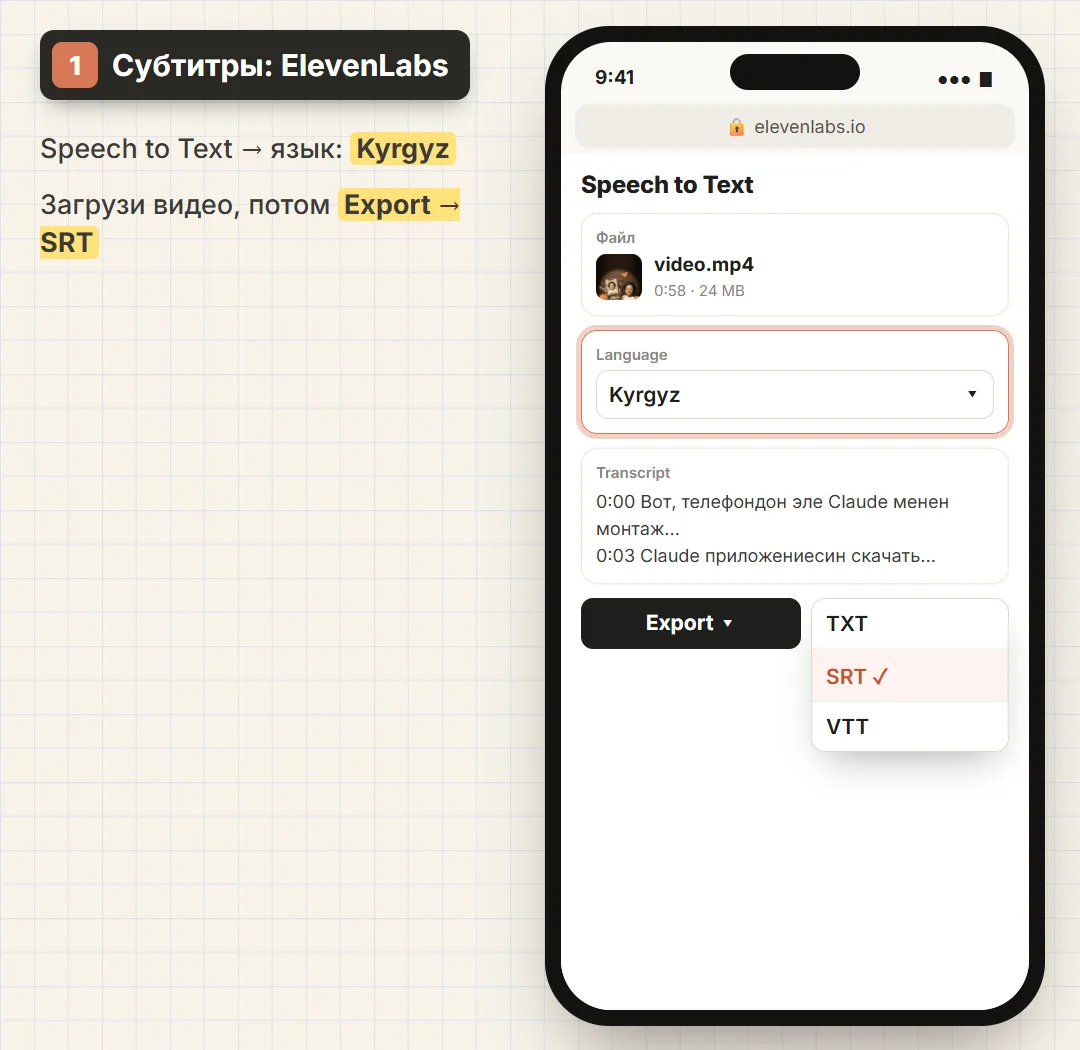 1 Субтитры: ElevenLabs
Speech to Text → язык: Kyrgyz
Загрузи видео, потом Export →
SRT
9:41
elevenlabs.io
Speech to Text
Файл
video.mp4
0:58 · 24 MB
Language
Kyrgyz
Transcript
0:00 Вот, телефондон эле Claude менен
монтаж...
0:03 Claude приложениесин скачать...
Export ▾
TXT
SRT ✓
VTT